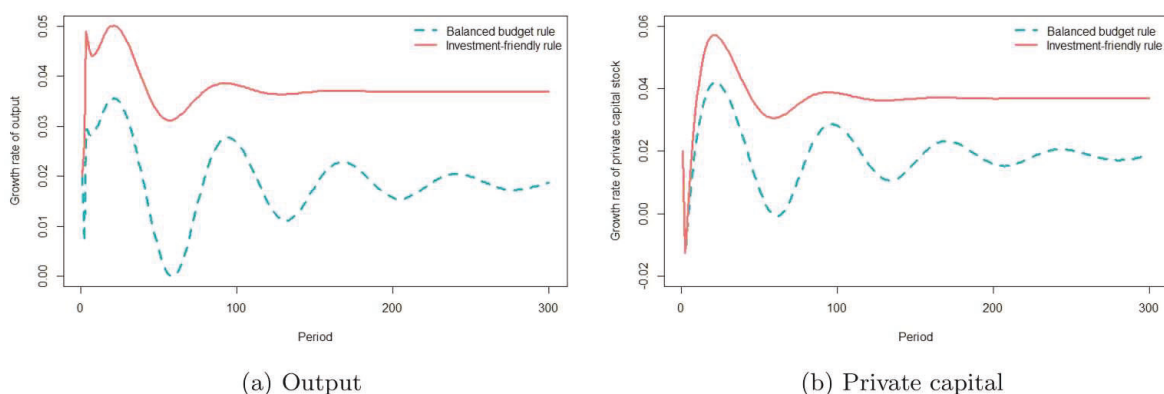 Growth rate of output
0.05
0.04
0.03
0.02
0.01
0.00
Balanced budget rule
Investment-friendly rule
0
100
200
300
Period
(a) Output
Growth rate of private capital stock
0.06
0.04
0.02
0.00
-0.02
Balanced budget rule
Investment-friendly rule
0
100
200
300
Period
(b) Private capital